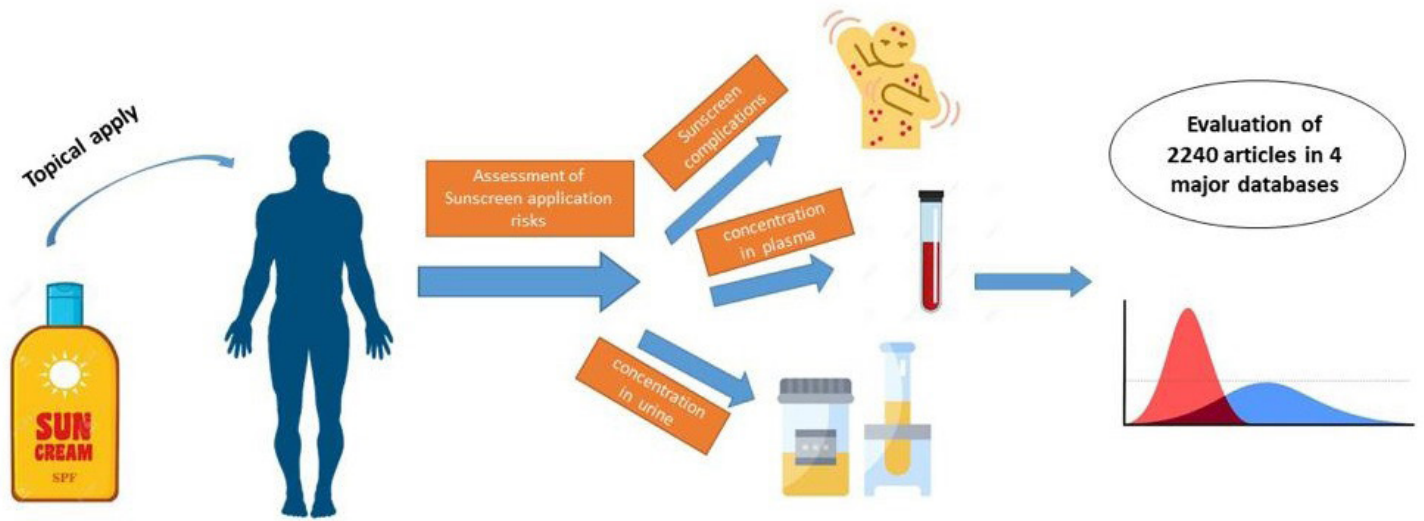 Topical apply
SUN
CREAM
SPF
Assessment of
Sunscreen application
risks
Sunscreen
complications
concentration
in plasma
concentration
in urine
Evaluation of
2240 articles in 4
major databases